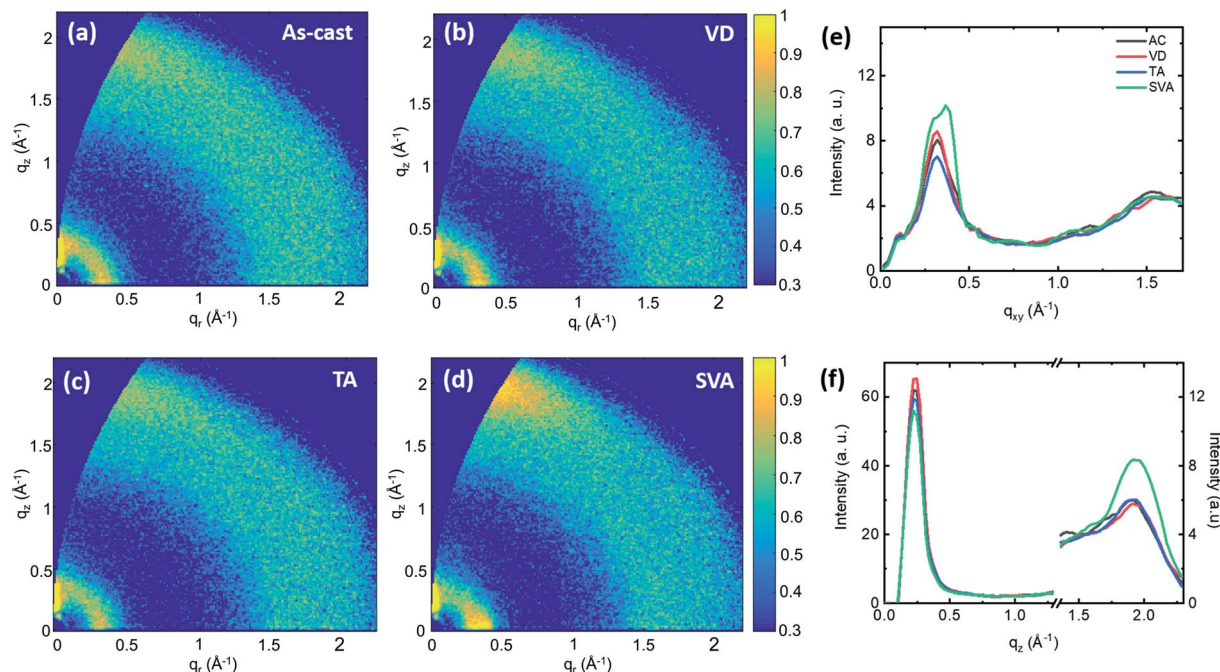 (a) As-cast
2
1.5
1
0.5
0
q_z (Å⁻¹)
0 0.5 1 1.5 2
q_r (Å⁻¹)
(b) VD
2
1.5
1
0.5
0
q_z (Å⁻¹)
0 0.5 1 1.5 2
q_r (Å⁻¹)
1
0.9
0.8
0.7
0.6
0.5
0.4
0.3
(e)
AC
VD
TA
SVA
12
8
4
0
Intensity (a. u.)
0.0 0.5 1.0 1.5
q_xy (Å⁻¹)
(c) TA
2
1.5
1
0.5
0
q_z (Å⁻¹)
0 0.5 1 1.5 2
q_r (Å⁻¹)
(d) SVA
2
1.5
1
0.5
0
q_z (Å⁻¹)
0 0.5 1 1.5 2
q_r (Å⁻¹)
1
0.9
0.8
0.7
0.6
0.5
0.4
0.3
(f)
60
40
20
0
Intensity (a. u.)
12
8
4
0
Intensity (a.u)
0.0 0.5 1.0 1.5 2.0
q_z (Å⁻¹)